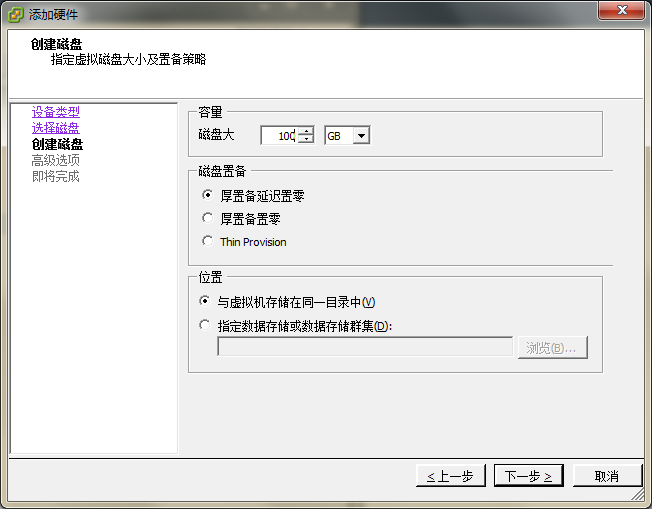 添加硬件
创建磁盘
指定虚拟磁盘大小及置备策略
设备类型
选择磁盘
创建磁盘
高级选项
即将完成
容量
磁盘大 100 GB
磁盘置备
厚置备延迟置零
厚置备置零
Thin Provision
位置
与虚拟机存储在同一目录中(V)
指定数据存储或数据存储群集(D):
浏览(B)...
< 上一步 下一步 > 取消